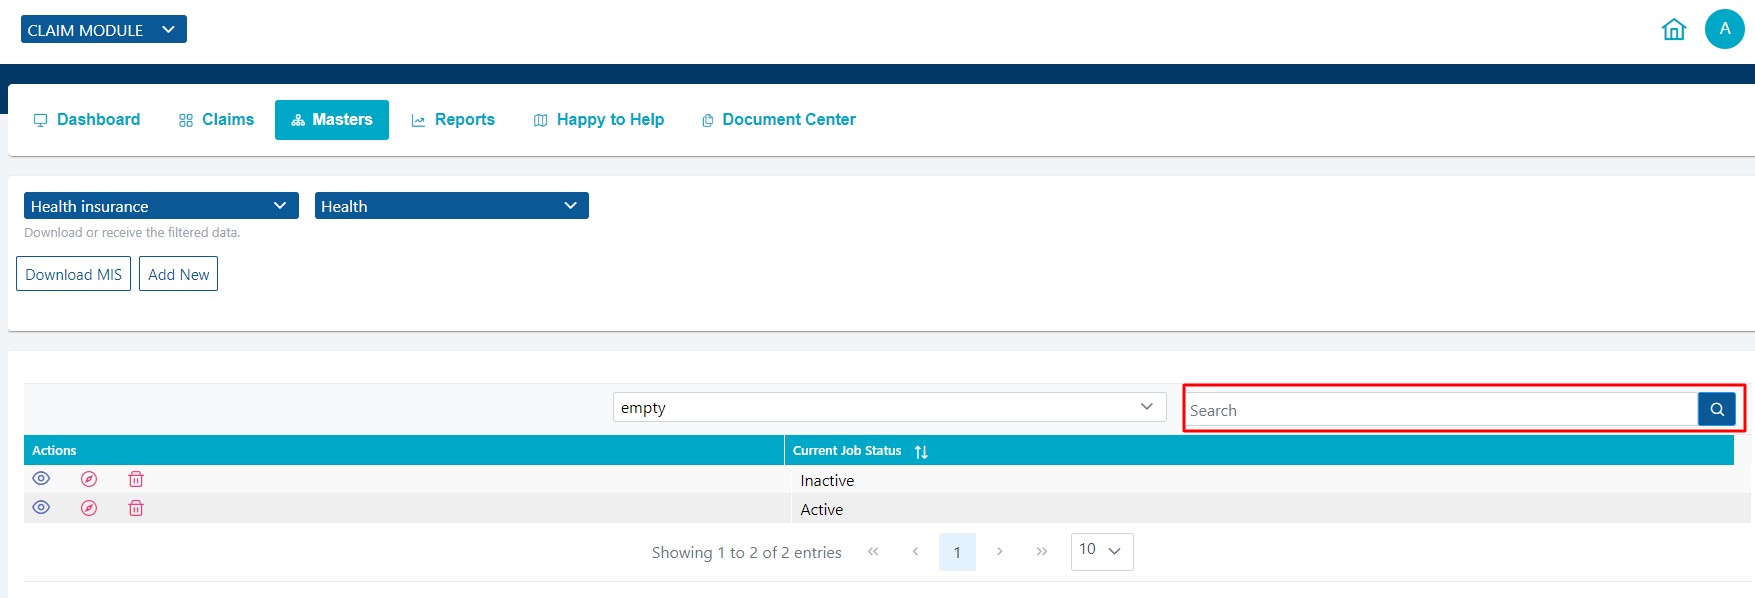 CLAIM MODULE
A
Dashboard Claims Masters Reports Happy to Help Document Center
Health insurance Health
Download or receive the filtered data.
Download MIS Add New
empty Search
Actions Current Job Status
Inactive
Active
Showing 1 to 2 of 2 entries « ‹ 1 › » 10